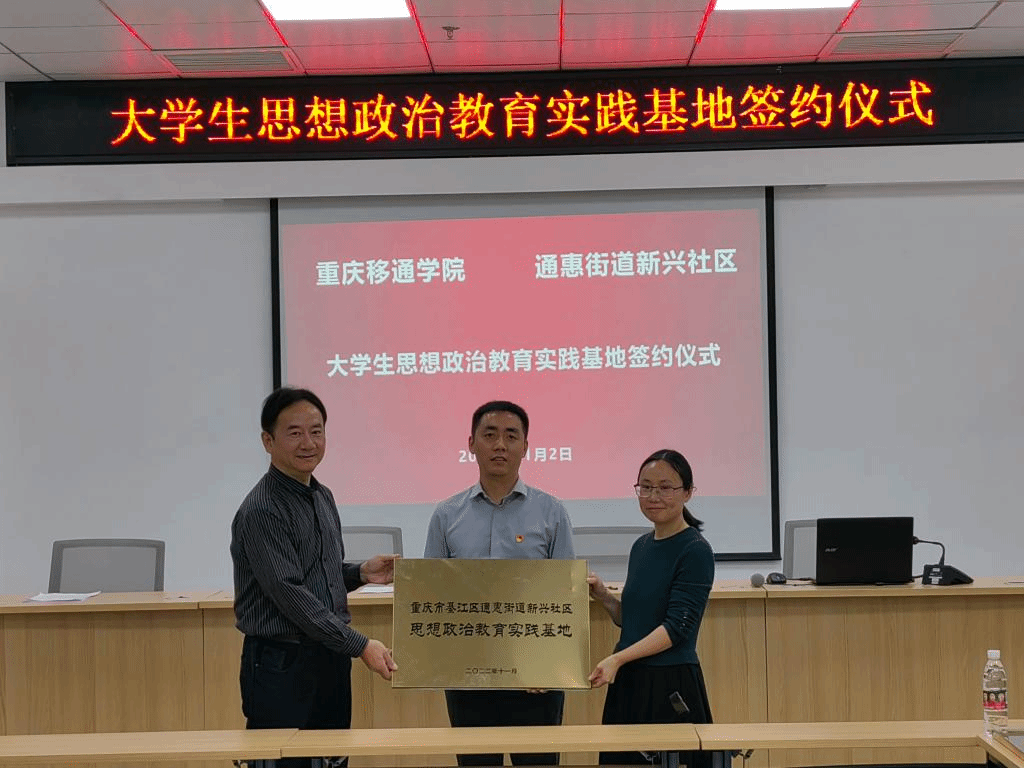 大学生思想政治教育实践基地签约仪式
重庆移通学院 通惠街道新兴社区
大学生思想政治教育实践基地签约仪式
20 1月2日
重庆市綦江区通惠街道新兴社区
思想政治教育实践基地
二〇二二年十一月
acer